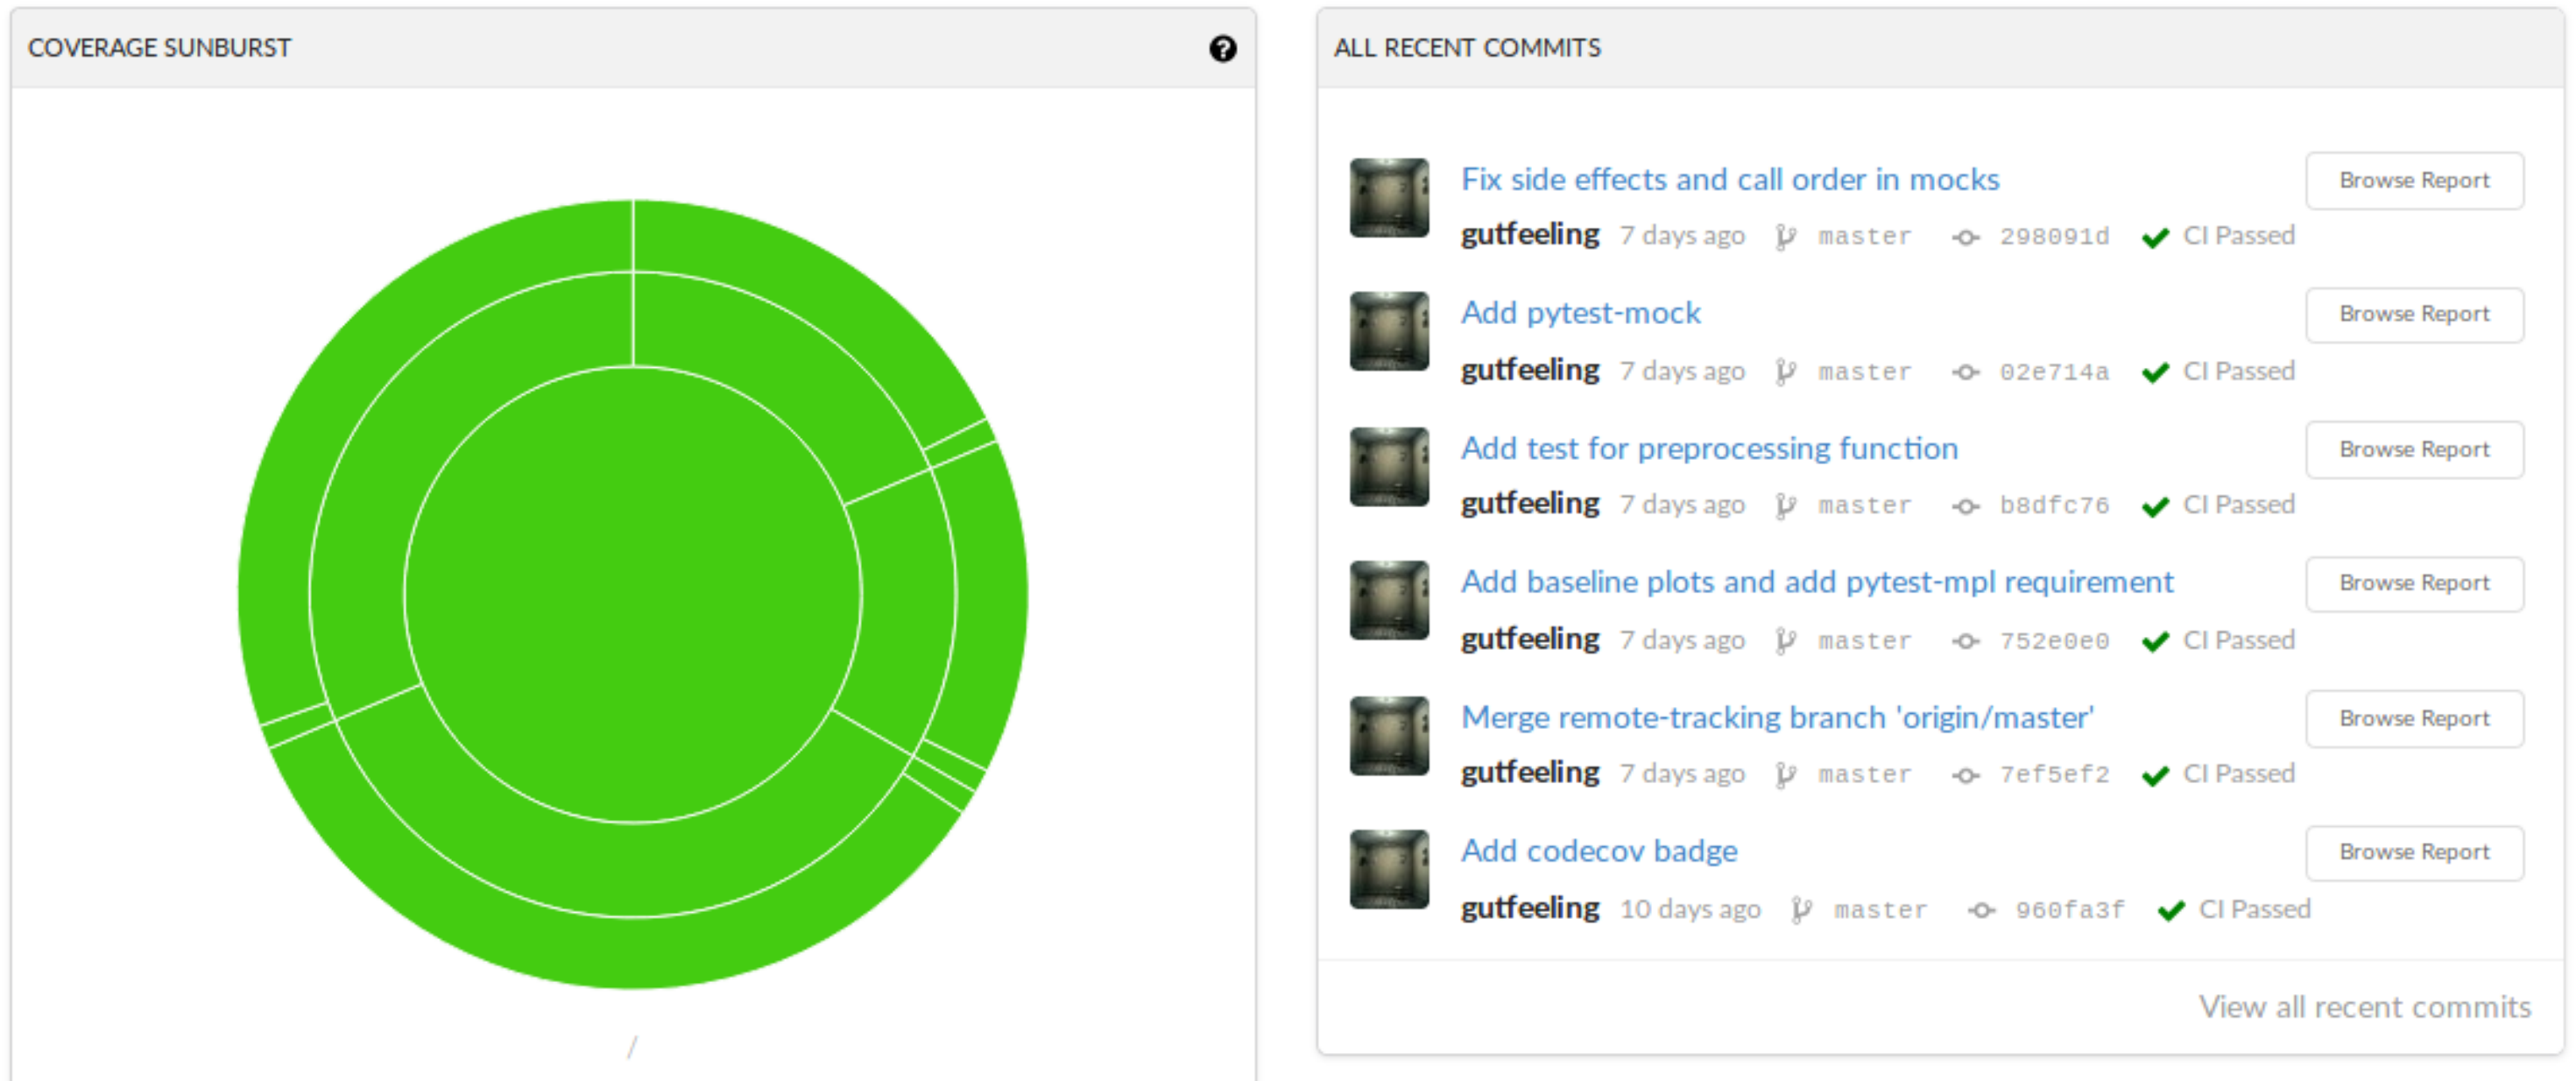 COVERAGE SUNBURST
/
ALL RECENT COMMITS
Fix side effects and call order in mocks
Browse Report
gutfeeling 7 days ago master 298091d CI Passed
Add pytest-mock
Browse Report
gutfeeling 7 days ago master 02e714a CI Passed
Add test for preprocessing function
Browse Report
gutfeeling 7 days ago master b8dfc76 CI Passed
Add baseline plots and add pytest-mpl requirement
Browse Report
gutfeeling 7 days ago master 752e0e0 CI Passed
Merge remote-tracking branch 'origin/master'
Browse Report
gutfeeling 7 days ago master 7ef5ef2 CI Passed
Add codecov badge
Browse Report
gutfeeling 10 days ago master 960fa3f CI Passed
View all recent commits